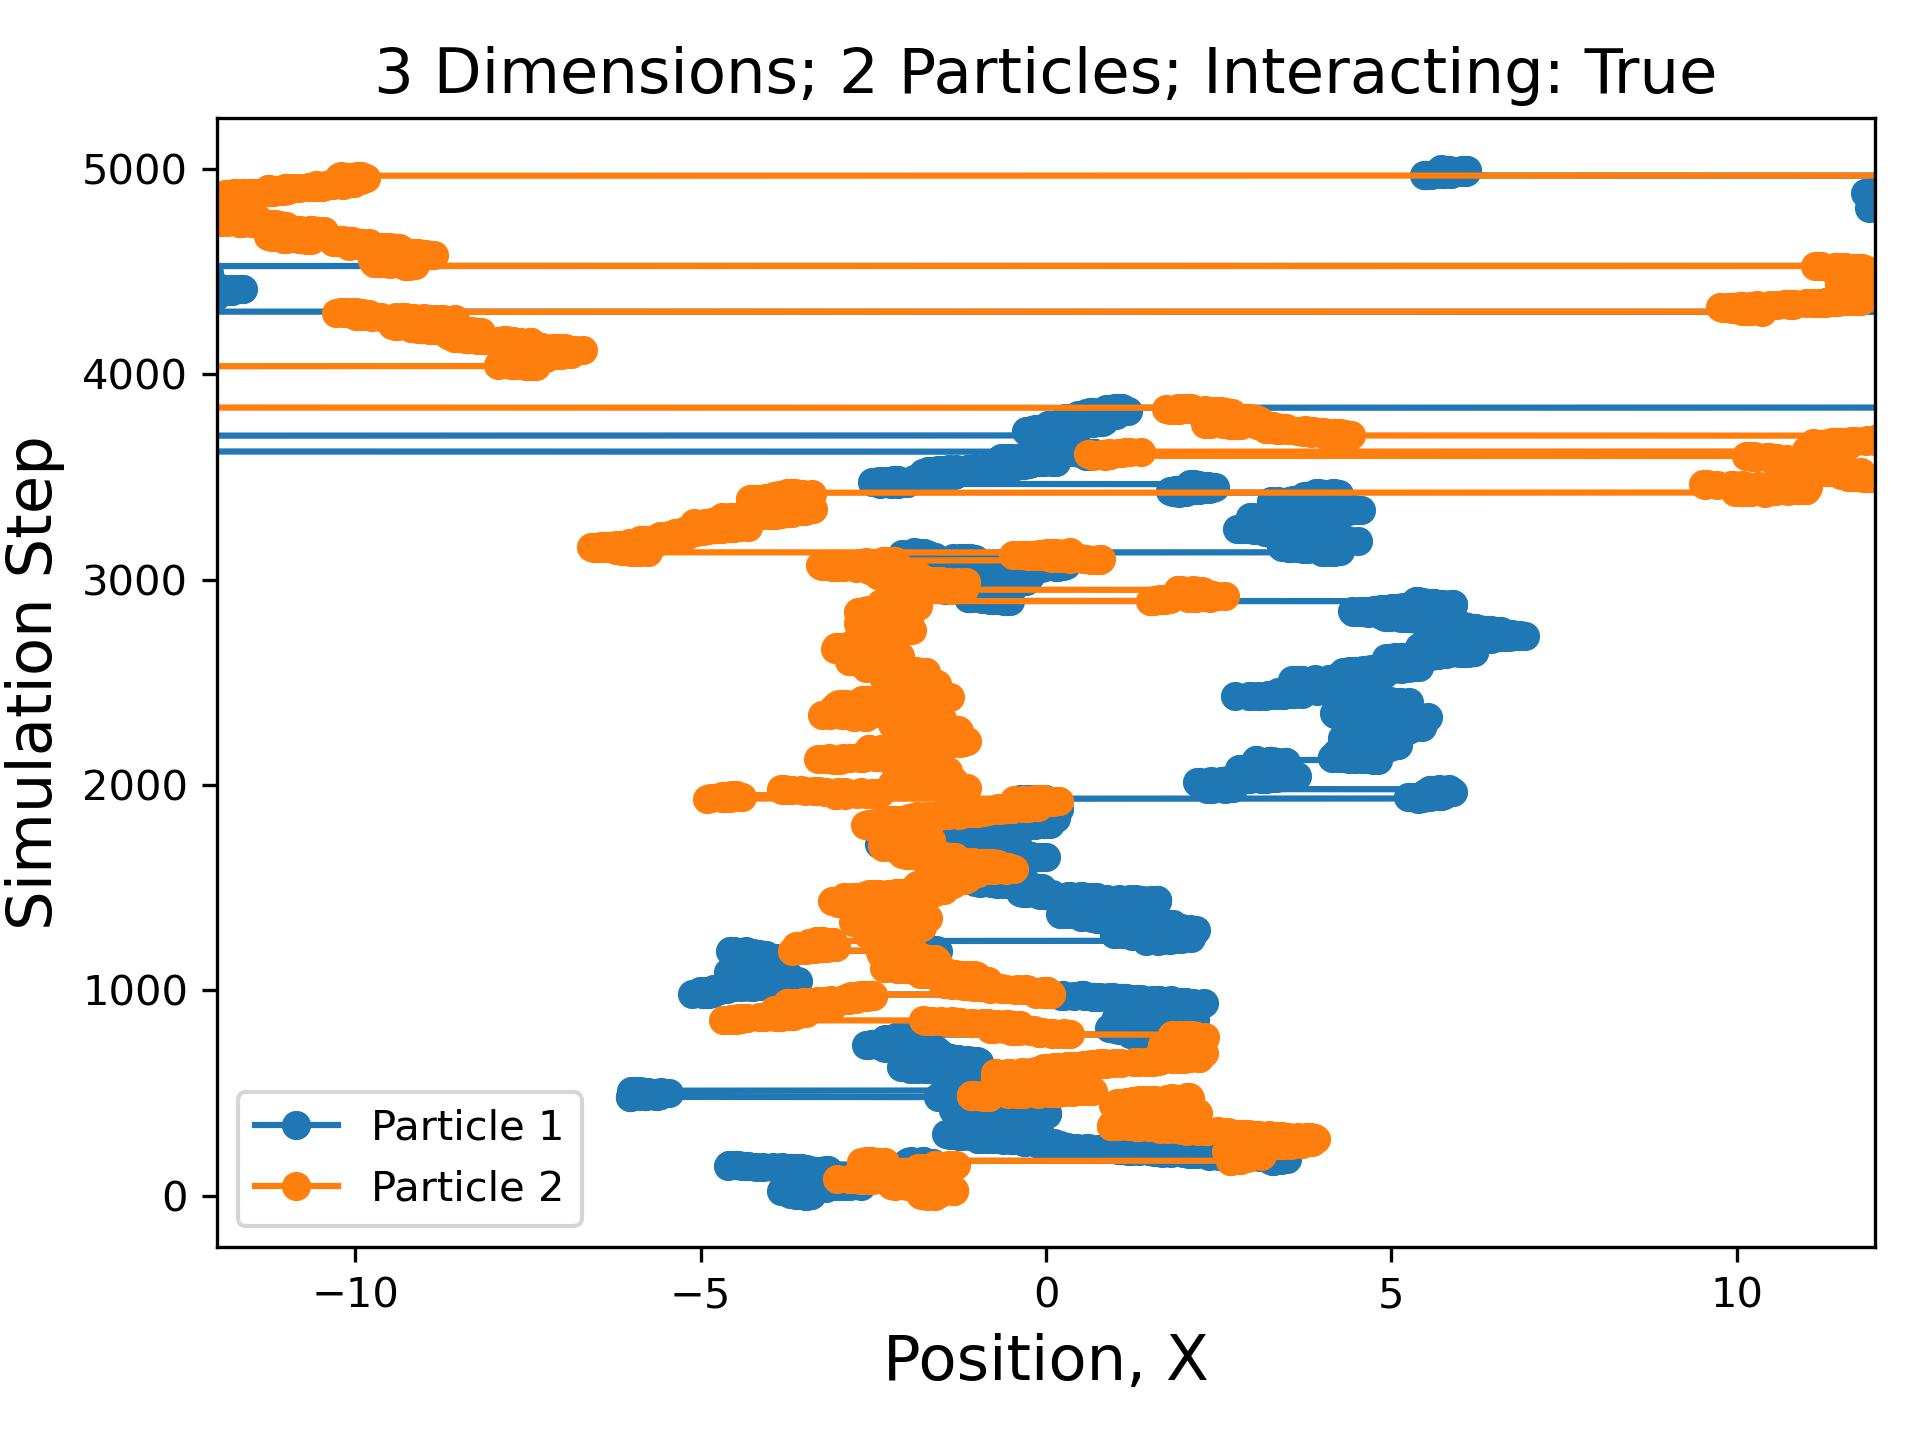 3 Dimensions; 2 Particles; Interacting: True
Simulation Step
5000
4000
3000
2000
1000
0
Particle 1
Particle 2
−10
−5
0
5
10
Position, X